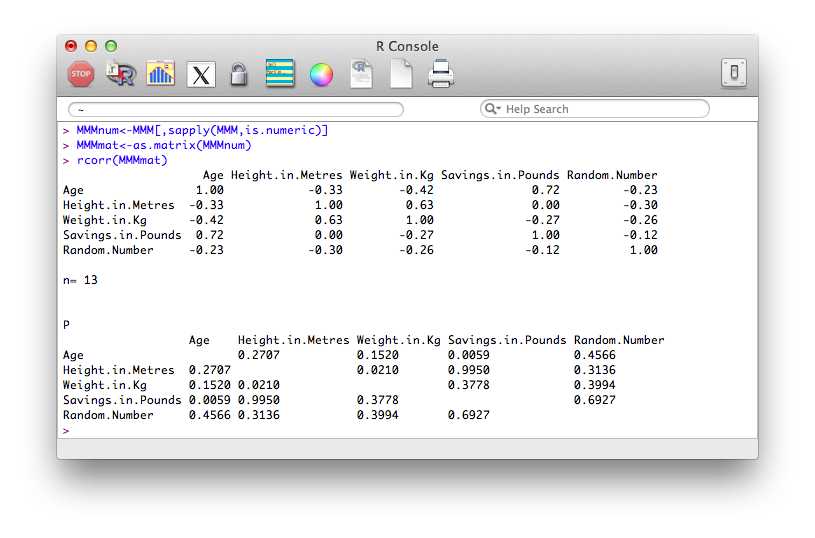 R Console
STOP
R
X
R
~
Help Search
> MMMnum<-MMM[,sapply(MMM,is.numeric)]
> MMMmat<-as.matrix(MMMnum)
> rcorr(MMMmat)
Age Height.in.Metres Weight.in.Kg Savings.in.Pounds Random.Number
Age 1.00 -0.33 -0.42 0.72 -0.23
Height.in.Metres -0.33 1.00 0.63 0.00 -0.30
Weight.in.Kg -0.42 0.63 1.00 -0.27 -0.26
Savings.in.Pounds 0.72 0.00 -0.27 1.00 -0.12
Random.Number -0.23 -0.30 -0.26 -0.12 1.00
n= 13
P
Age Height.in.Metres Weight.in.Kg Savings.in.Pounds Random.Number
Age 0.2707 0.1520 0.0059 0.4566
Height.in.Metres 0.2707 0.0210 0.9950 0.3136
Weight.in.Kg 0.1520 0.0210 0.3778 0.3994
Savings.in.Pounds 0.0059 0.9950 0.3778 0.6927
Random.Number 0.4566 0.3136 0.3994 0.6927
>